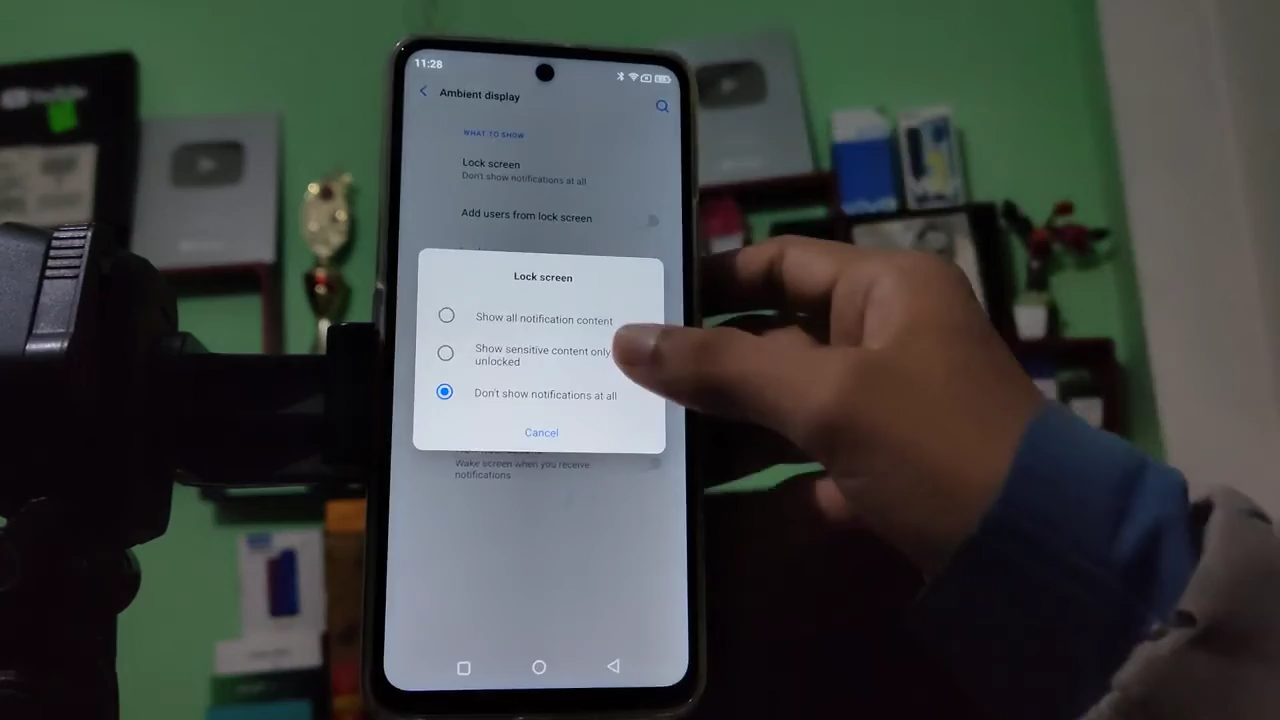 11:28
Ambient display
WHAT TO SHOW
Lock screen
Don't show notifications at all
Add users from lock screen
Lock screen
Show all notification content
Show sensitive content only
unlocked
Don't show notifications at all
Cancel
Wake screen when you receive
notifications